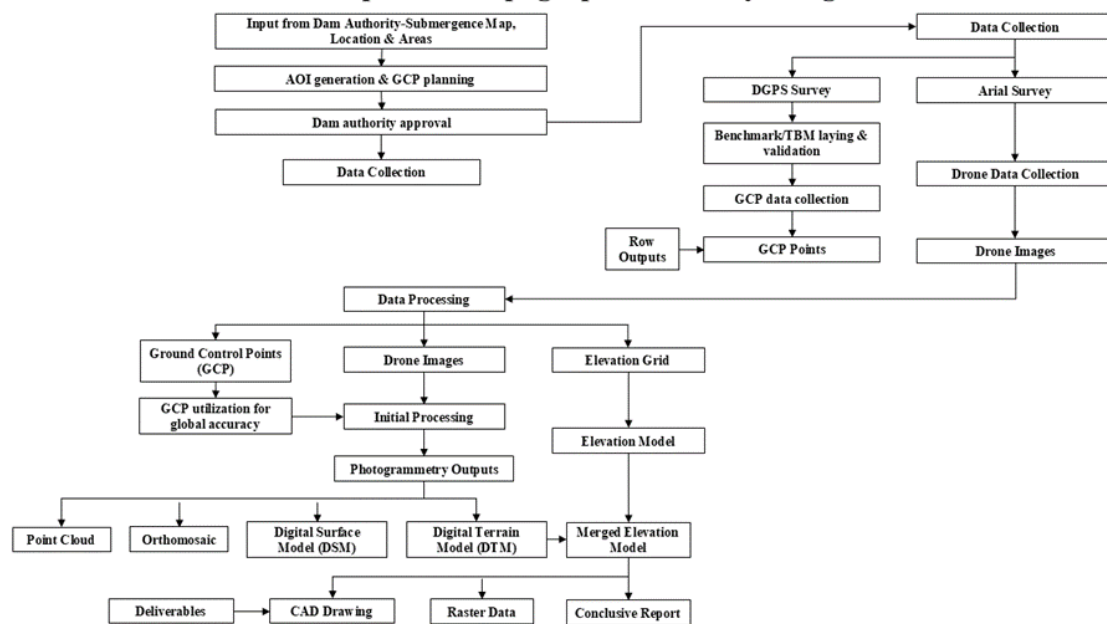 Input from Dam Authority-Submergence Map,
Location & Areas
AOI generation & GCP planning
Dam authority approval
Data Collection
Data Collection
DGPS Survey
Arial Survey
Benchmark/TBM laying &
validation
Drone Data Collection
GCP data collection
Row
Outputs
GCP Points
Drone Images
Data Processing
Ground Control Points
(GCP)
Drone Images
Elevation Grid
GCP utilization for
global accuracy
Initial Processing
Elevation Model
Photogrammetry Outputs
Point Cloud
Orthomosaic
Digital Surface
Model (DSM)
Digital Terrain
Model (DTM)
Merged Elevation
Model
Deliverables
CAD Drawing
Raster Data
Conclusive Report